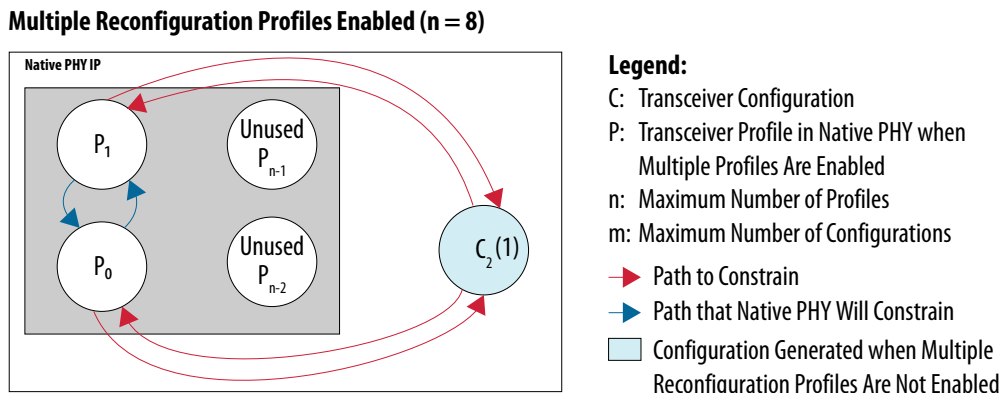 Multiple Reconfiguration Profiles Enabled (n = 8)
Native PHY IP
P1
Unused
Pn-1
P0
Unused
Pn-2
C2(1)
Legend:
C: Transceiver Configuration
P: Transceiver Profile in Native PHY when
Multiple Profiles Are Enabled
n: Maximum Number of Profiles
m: Maximum Number of Configurations
Path to Constrain
Path that Native PHY Will Constrain
Configuration Generated when Multiple
Reconfiguration Profiles Are Not Enabled